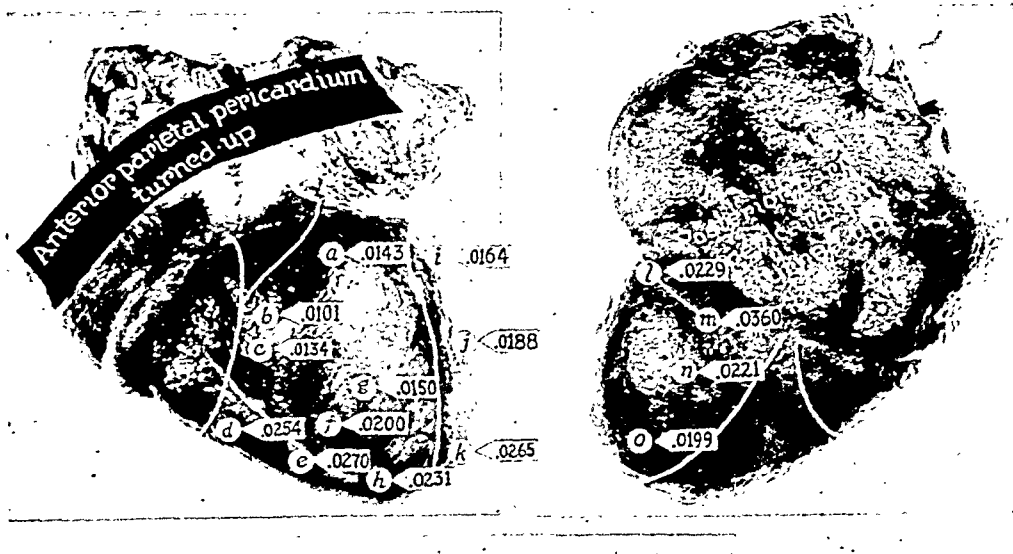 Anterior parietal pericardium
turned up
a .0143
i .0164
b .0101
c .0134
j .0188
g .0150
d .0254
f .0200
k .0265
e .0270
h .0231
l .0229
m .0360
n .0221
o .0199